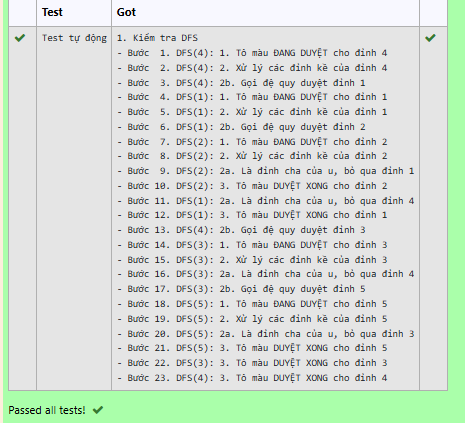 Test Got
Test tự động 1. Kiểm tra DFS
- Bước  1. DFS(4): 1. Tô màu ĐANG DUYỆT cho đỉnh 4
- Bước  2. DFS(4): 2. Xử lý các đỉnh kề của đỉnh 4
- Bước  3. DFS(4): 2b. Gọi đệ quy duyệt đỉnh 1
- Bước  4. DFS(1): 1. Tô màu ĐANG DUYỆT cho đỉnh 1
- Bước  5. DFS(1): 2. Xử lý các đỉnh kề của đỉnh 1
- Bước  6. DFS(1): 2b. Gọi đệ quy duyệt đỉnh 2
- Bước  7. DFS(2): 1. Tô màu ĐANG DUYỆT cho đỉnh 2
- Bước  8. DFS(2): 2. Xử lý các đỉnh kề của đỉnh 2
- Bước  9. DFS(2): 2a. Là đỉnh cha của u, bỏ qua đỉnh 1
- Bước 10. DFS(2): 3. Tô màu DUYỆT XONG cho đỉnh 2
- Bước 11. DFS(1): 2a. Là đỉnh cha của u, bỏ qua đỉnh 4
- Bước 12. DFS(1): 3. Tô màu DUYỆT XONG cho đỉnh 1
- Bước 13. DFS(4): 2b. Gọi đệ quy duyệt đỉnh 3
- Bước 14. DFS(3): 1. Tô màu ĐANG DUYỆT cho đỉnh 3
- Bước 15. DFS(3): 2. Xử lý các đỉnh kề của đỉnh 3
- Bước 16. DFS(3): 2a. Là đỉnh cha của u, bỏ qua đỉnh 4
- Bước 17. DFS(3): 2b. Gọi đệ quy duyệt đỉnh 5
- Bước 18. DFS(5): 1. Tô màu ĐANG DUYỆT cho đỉnh 5
- Bước 19. DFS(5): 2. Xử lý các đỉnh kề của đỉnh 5
- Bước 20. DFS(5): 2a. Là đỉnh cha của u, bỏ qua đỉnh 3
- Bước 21. DFS(5): 3. Tô màu DUYỆT XONG cho đỉnh 5
- Bước 22. DFS(3): 3. Tô màu DUYỆT XONG cho đỉnh 3
- Bước 23. DFS(4): 3. Tô màu DUYỆT XONG cho đỉnh 4
Passed all tests!